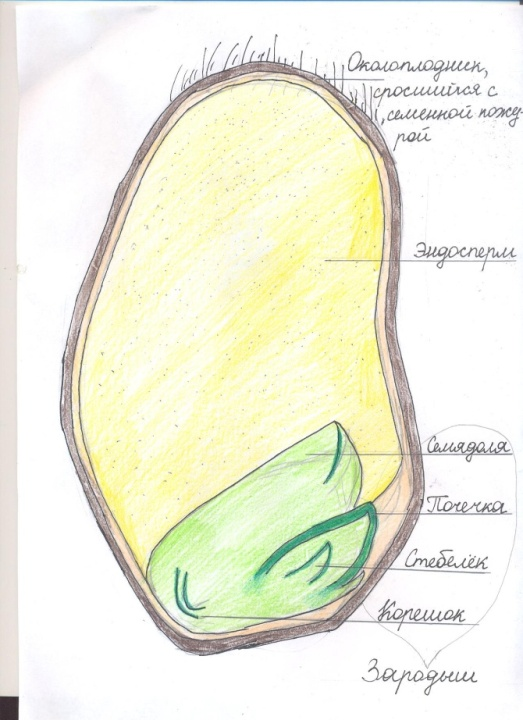 Околоплодник,
сросшийся с
семенной кожу-
рой
Эндосперм
Семядоля
Почечка
Стебелёк
Корешок
Зародыш